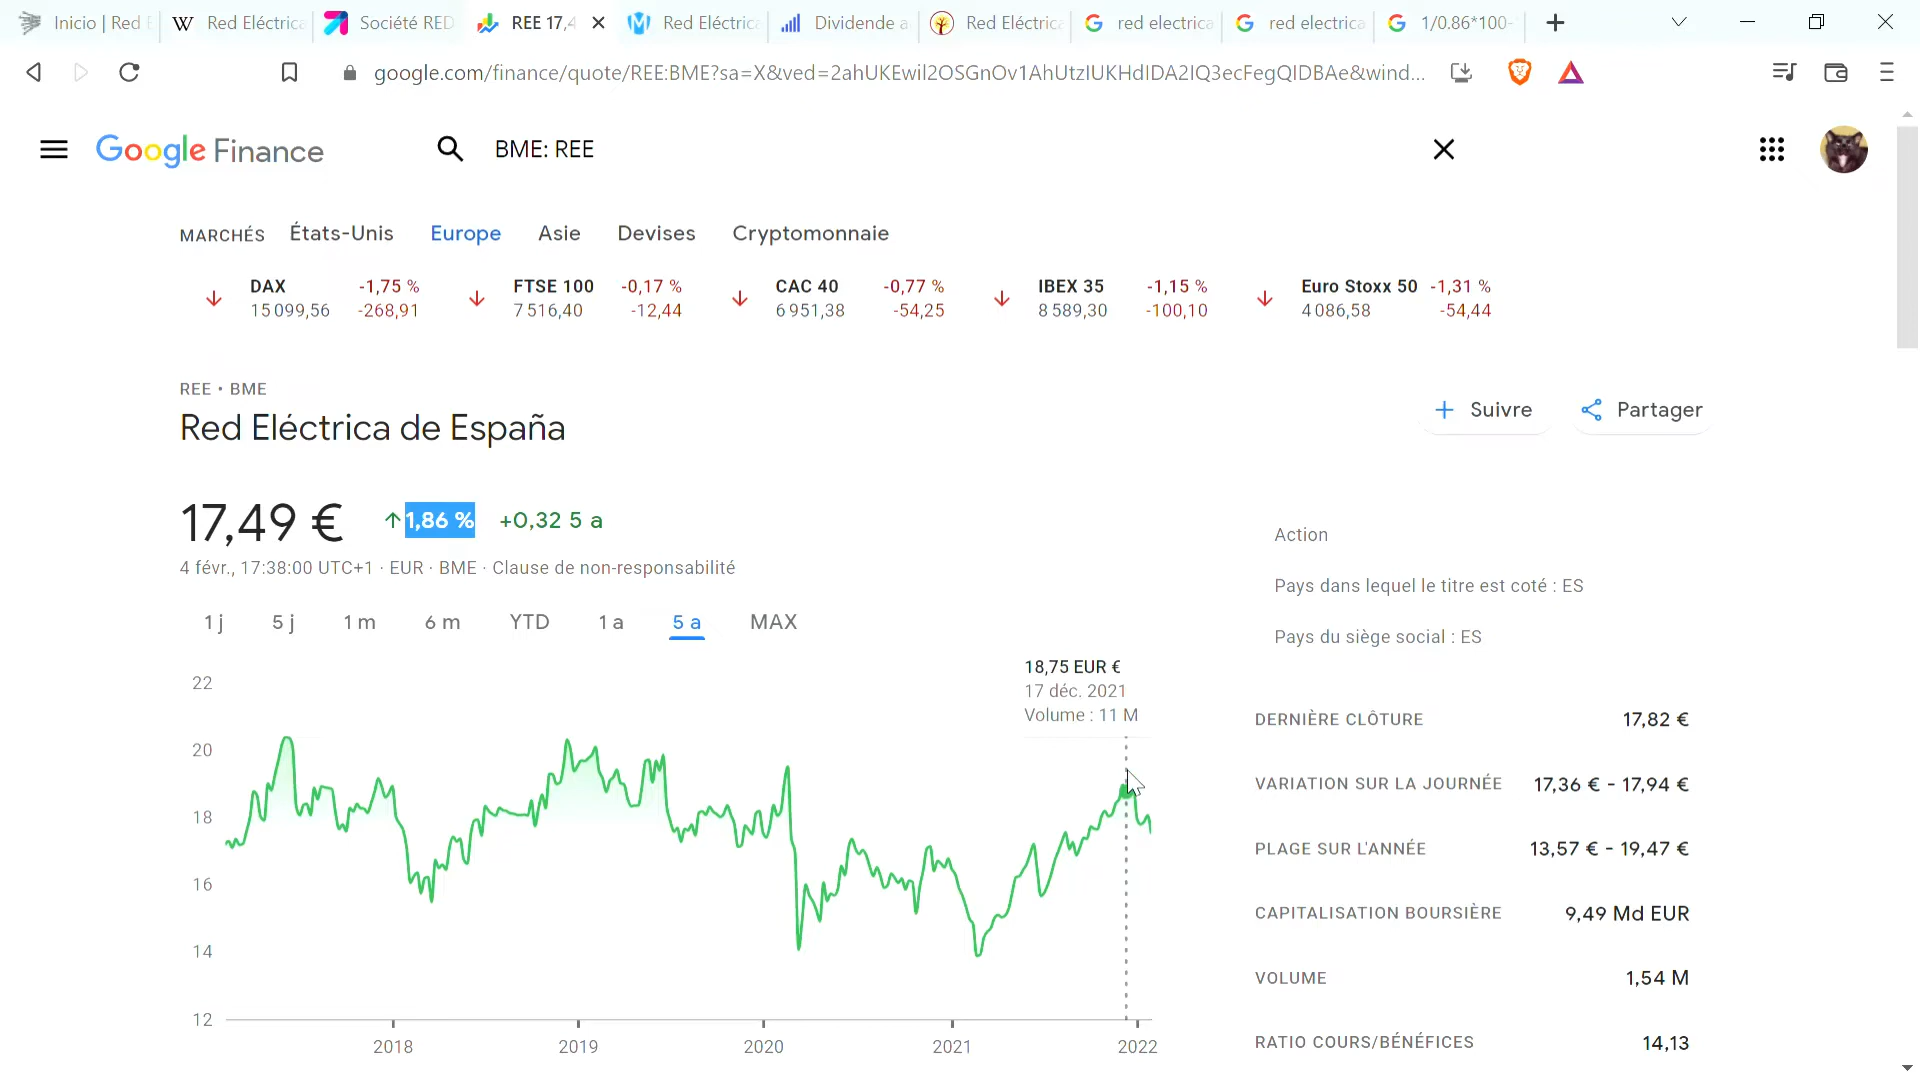 Inicio | Red
Red Eléctrica
Société RED
REE 17,4
Red Eléctrica
Dividende a
Red Eléctrica
red electrica
red electrica
1/0.86*100-
google.com/finance/quote/REE:BME?sa=X&ved=2ahUKEwil2OSGnOv1AhUtzIUKHdIDA2IQ3ecFegQIDBAe&wind...
Google Finance
BME: REE
MARCHÉS États-Unis Europe Asie Devises Cryptomonnaie
DAX -1,75 % FTSE 100 -0,17 % CAC 40 -0,77 % IBEX 35 -1,15 % Euro Stoxx 50 -1,31 %
15 099,56 -268,91 7 516,40 -12,44 6 951,38 -54,25 8 589,30 -100,10 4 086,58 -54,44
REE • BME
Red Eléctrica de España
Suivre Partager
17,49 € 1,86 % +0,32 5 a
4 févr., 17:38:00 UTC+1 · EUR · BME · Clause de non-responsabilité
1 j 5 j 1 m 6 m YTD 1 a 5 a MAX
18,75 EUR €
17 déc. 2021
Volume : 11 M
22
20
18
16
14
12
2018 2019 2020 2021 2022
Action
Pays dans lequel le titre est coté : ES
Pays du siège social : ES
DERNIÈRE CLÔTURE 17,82 €
VARIATION SUR LA JOURNÉE 17,36 € - 17,94 €
PLAGE SUR L'ANNÉE 13,57 € - 19,47 €
CAPITALISATION BOURSIÈRE 9,49 Md EUR
VOLUME 1,54 M
RATIO COURS/BÉNÉFICES 14,13